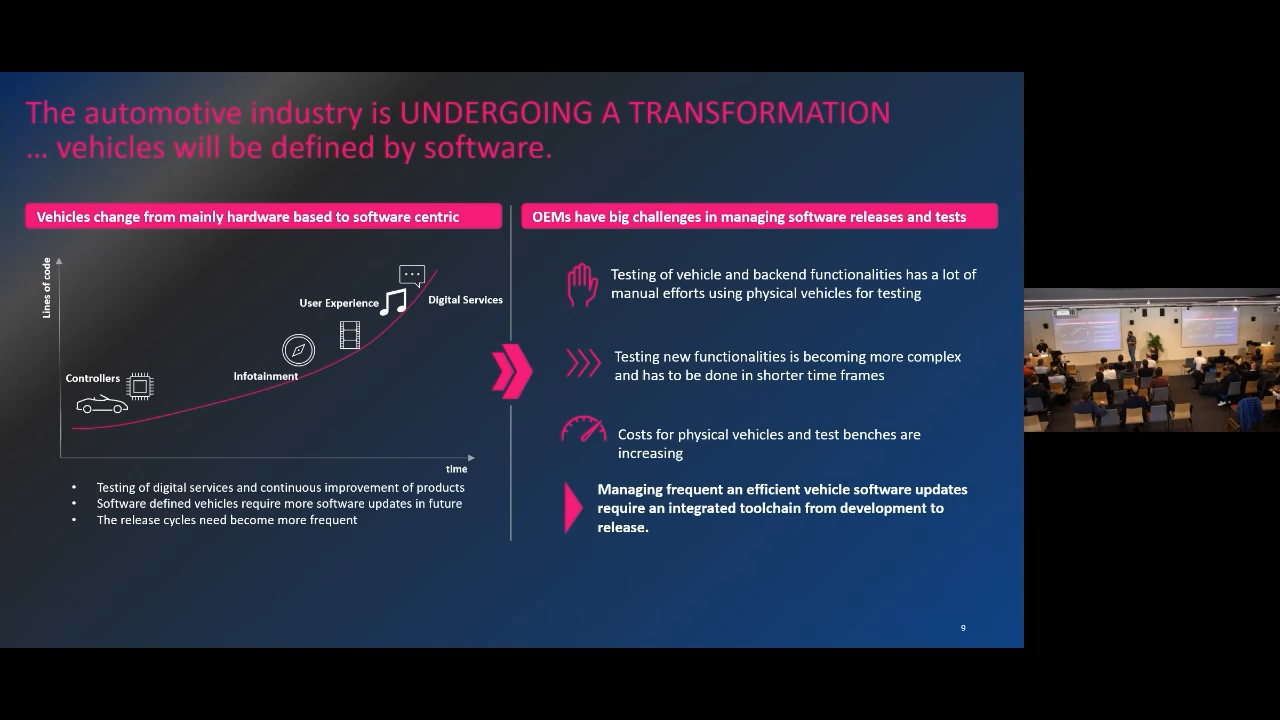 The automotive industry is UNDERGOING A TRANSFORMATION
... vehicles will be defined by software.
Vehicles change from mainly hardware based to software centric
Lines of code
Controllers
Infotainment
User Experience
Digital Services
time
• Testing of digital services and continuous improvement of products
• Software defined vehicles require more software updates in future
• The release cycles need become more frequent
OEMs have big challenges in managing software releases and tests
Testing of vehicle and backend functionalities has a lot of
manual efforts using physical vehicles for testing
Testing new functionalities is becoming more complex
and has to be done in shorter time frames
Costs for physical vehicles and test benches are
increasing
Managing frequent an efficient vehicle software updates
require an integrated toolchain from development to
release.
9